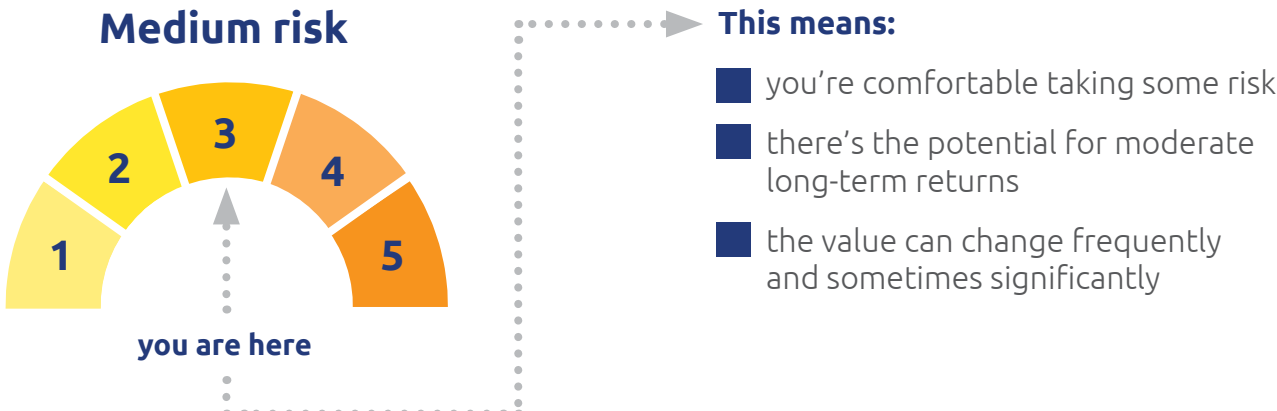 Medium risk
1
2
3
4
5
you are here
This means:
you’re comfortable taking some risk
there’s the potential for moderate
long-term returns
the value can change frequently
and sometimes significantly